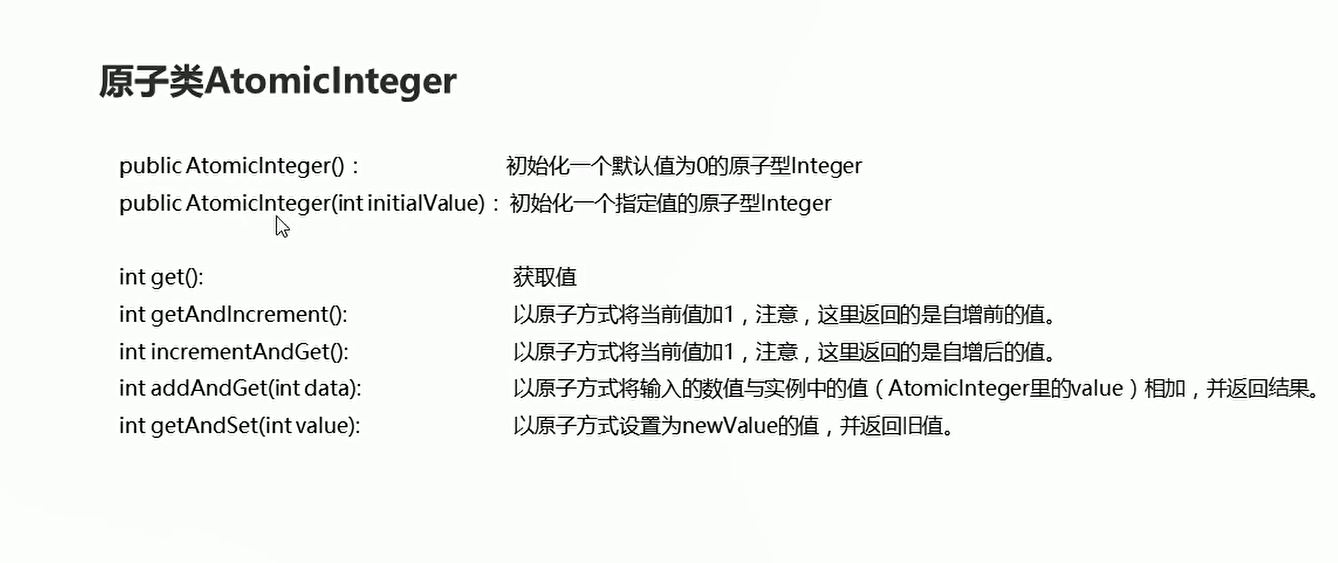 原子类AtomicInteger
public AtomicInteger()： 初始化一个默认值为0的原子型Integer
public AtomicInteger(int initialValue)： 初始化一个指定值的原子型Integer
int get(): 获取值
int getAndIncrement(): 以原子方式将当前值加1，注意，这里返回的是自增前的值。
int incrementAndGet(): 以原子方式将当前值加1，注意，这里返回的是自增后的值。
int addAndGet(int data): 以原子方式将输入的数值与实例中的值（AtomicInteger里的value）相加，并返回结果。
int getAndSet(int value): 以原子方式设置为newValue的值，并返回旧值。